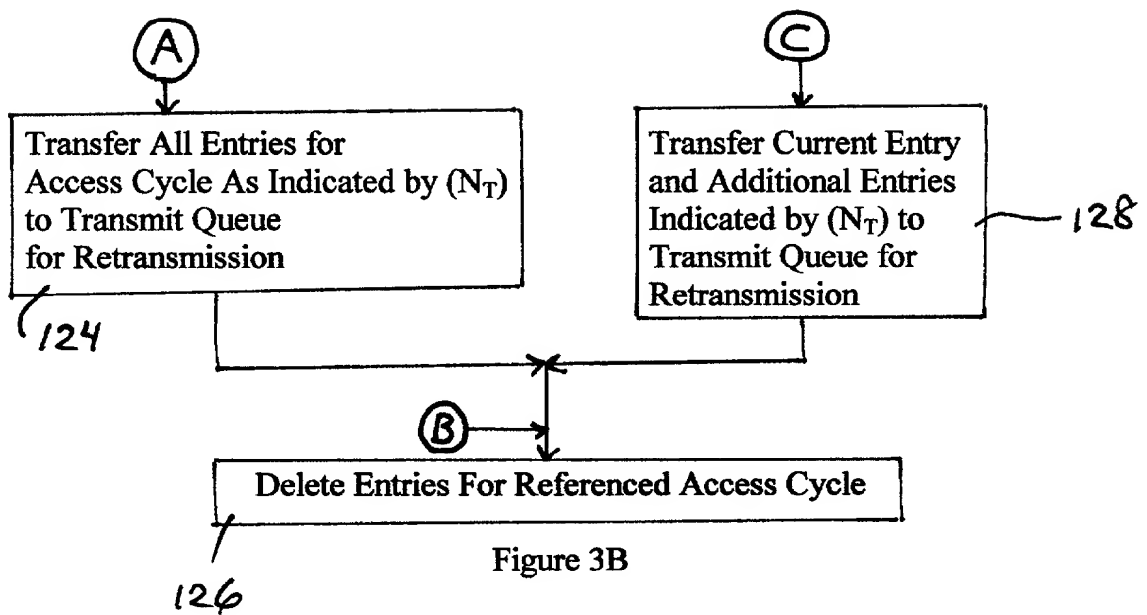 A
C
Transfer All Entries for
Access Cycle As Indicated by (N_T)
to Transmit Queue
for Retransmission
124
Transfer Current Entry
and Additional Entries
Indicated by (N_T) to
Transmit Queue for
Retransmission
128
B
Delete Entries For Referenced Access Cycle
126
Figure 3B